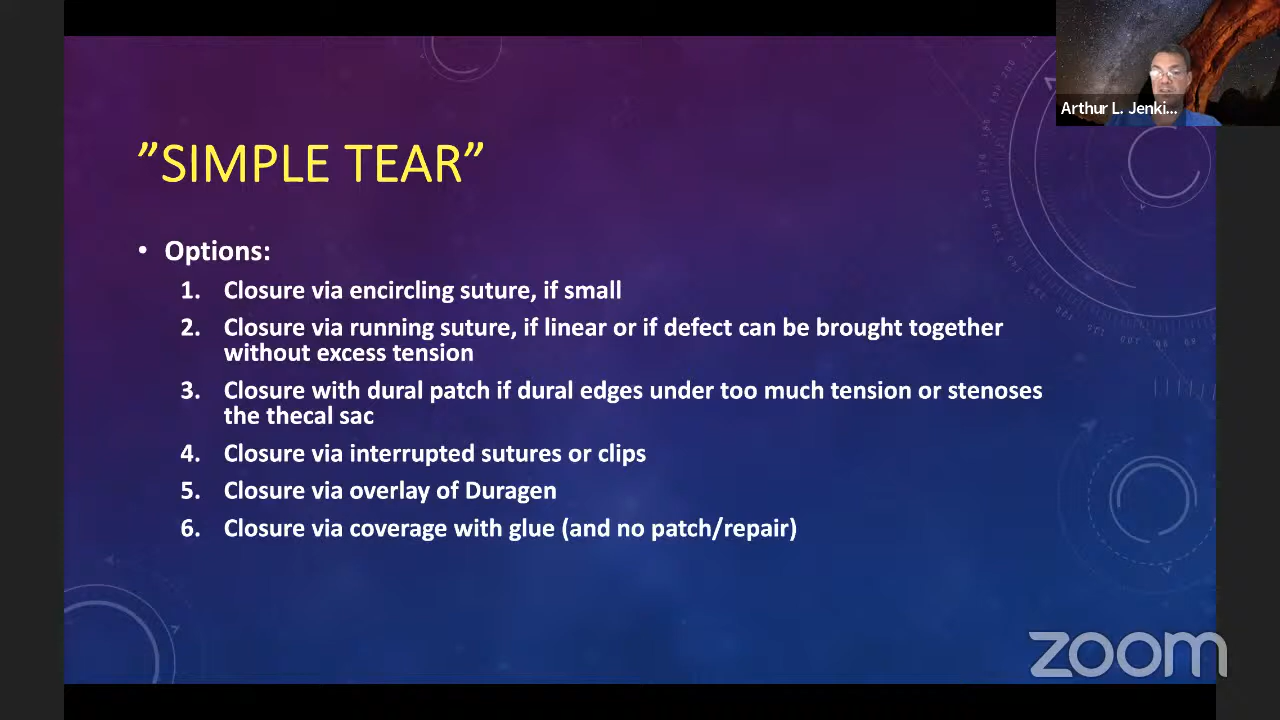 Arthur L. Jenki...
”SIMPLE TEAR”
• Options:
1. Closure via encircling suture, if small
2. Closure via running suture, if linear or if defect can be brought together
without excess tension
3. Closure with dural patch if dural edges under too much tension or stenoses
the thecal sac
4. Closure via interrupted sutures or clips
5. Closure via overlay of Duragen
6. Closure via coverage with glue (and no patch/repair)
zoom